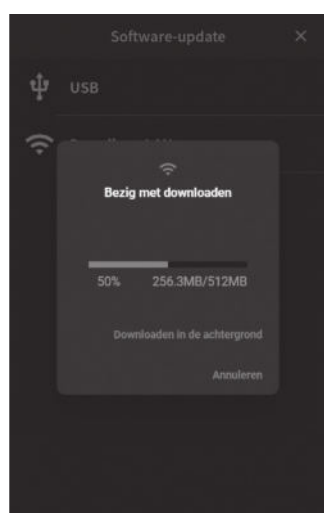 Software-update
USB
Bezig met downloaden
50% 256.3MB/512MB
Downloaden in de achtergrond
Annuleren